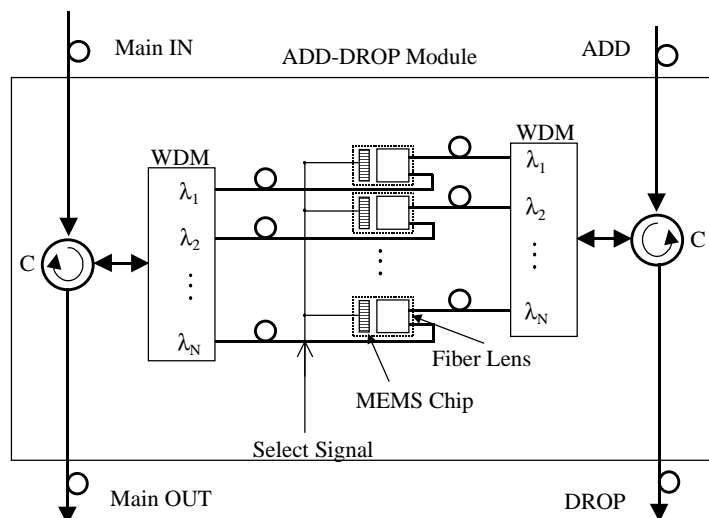 Main IN
ADD-DROP Module
ADD
WDM
WDM
λ1
λ2
λN
λ1
λ2
λN
C
C
Fiber Lens
MEMS Chip
Select Signal
Main OUT
DROP